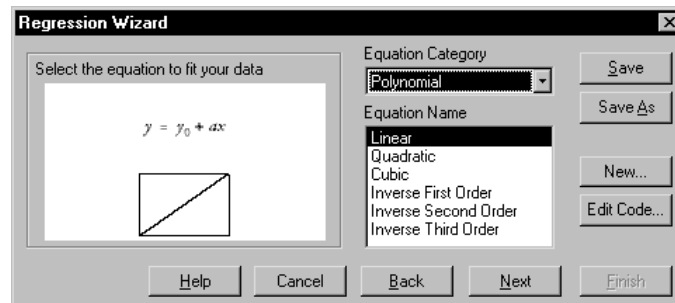 Regression Wizard
Select the equation to fit your data
y = y₀ + ax
Equation Category
Polynomial
Equation Name
Linear
Quadratic
Cubic
Inverse First Order
Inverse Second Order
Inverse Third Order
Save
Save As
New...
Edit Code...
Help
Cancel
Back
Next
Finish